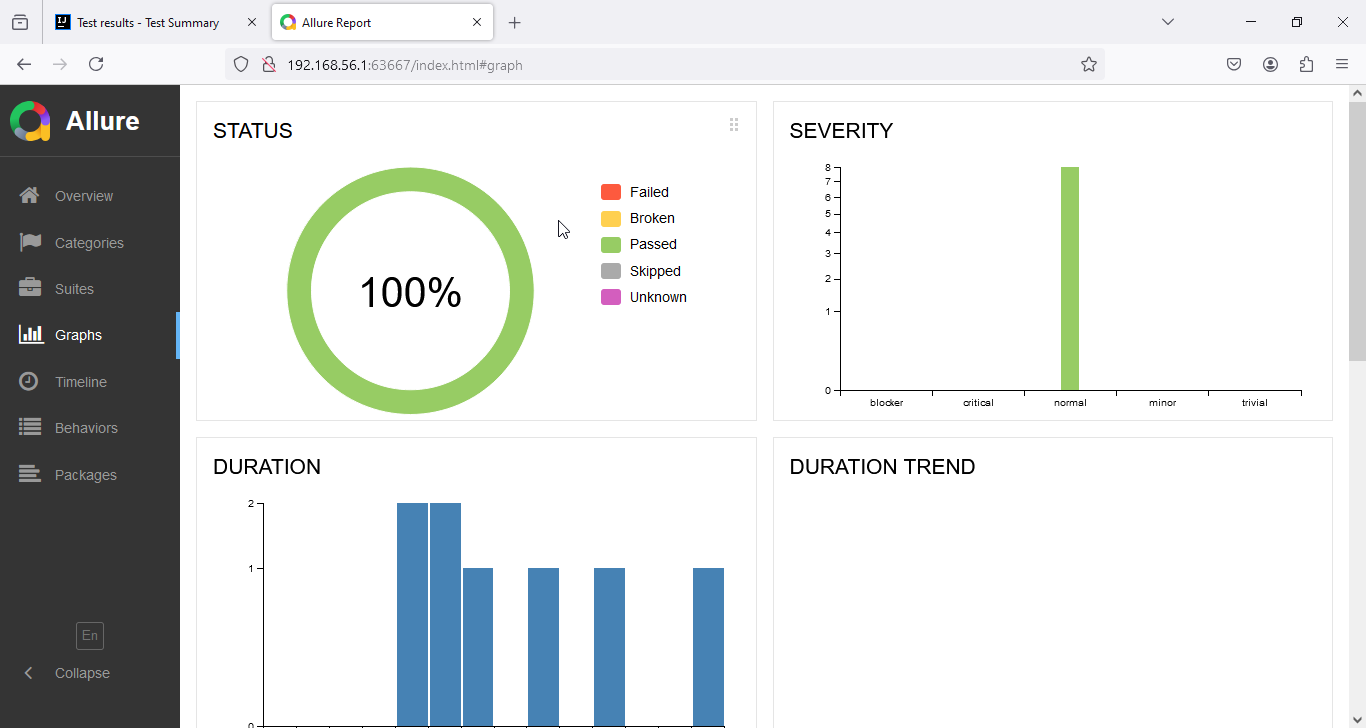 Test results - Test Summary
Allure Report
192.168.56.1:63667/index.html#graph
Allure
Overview
Categories
Suites
Graphs
Timeline
Behaviors
Packages
En
Collapse
STATUS
100%
Failed
Broken
Passed
Skipped
Unknown
SEVERITY
8
7
6
5
4
3
2
1
0
blocker critical normal minor trivial
DURATION
2
1
0
DURATION TREND